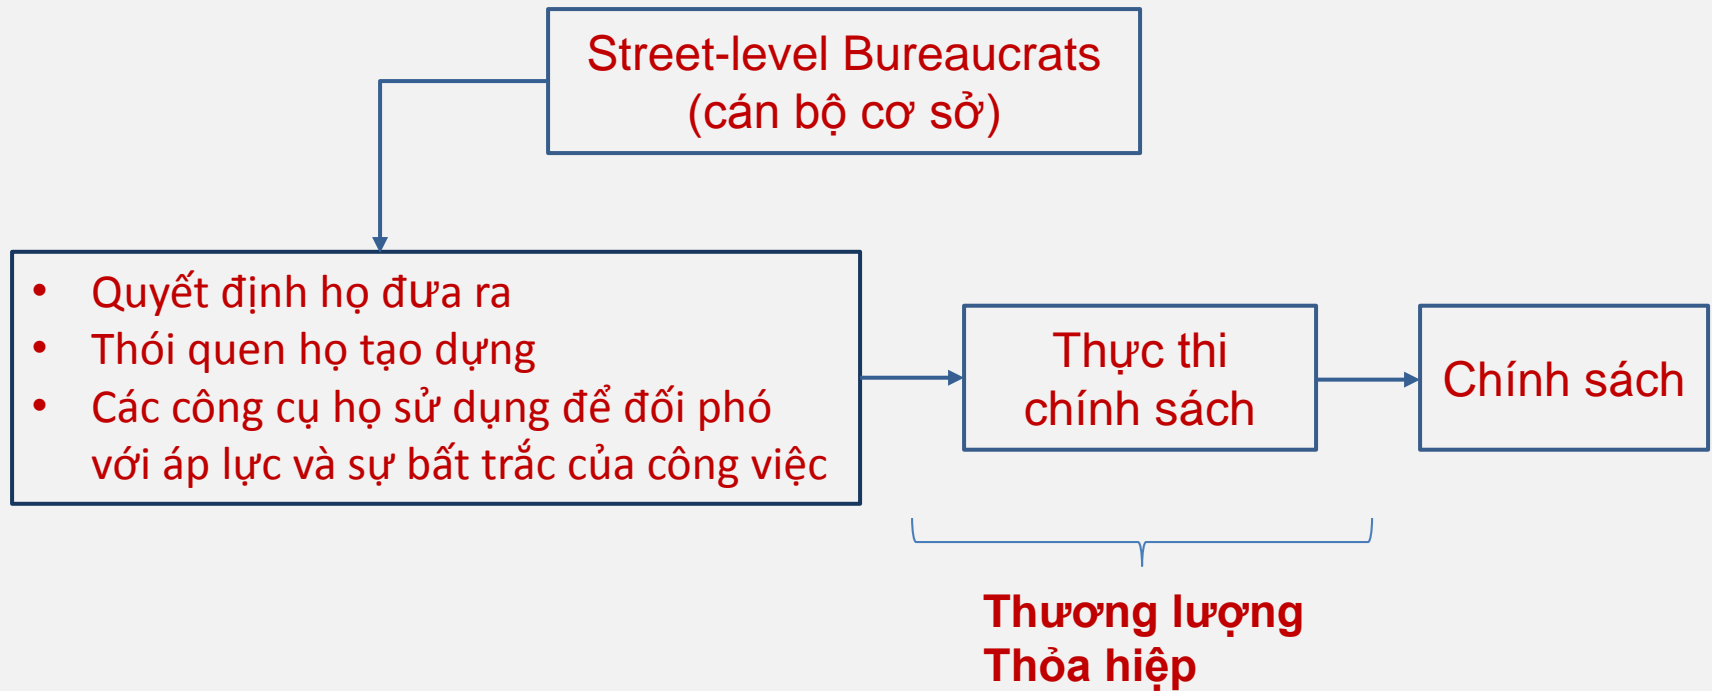 Street-level Bureaucrats
(cán bộ cơ sở)
• Quyết định họ đưa ra
• Thói quen họ tạo dựng
• Các công cụ họ sử dụng để đối phó
với áp lực và sự bất trắc của công việc
Thực thi
chính sách
Chính sách
Thương lượng
Thỏa hiệp